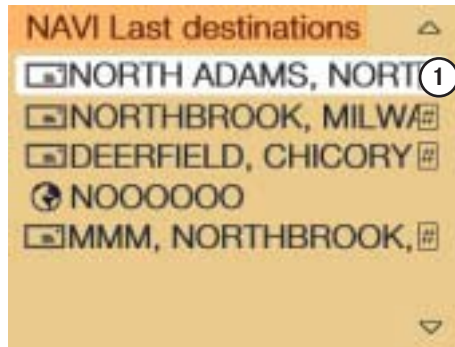 NAVI Last destinations
NORTH ADAMS, NORT 1
NORTHBROOK, MILWA #
DEERFIELD, CHICORY #
NOOOOOO
MMM, NORTHBROOK, #